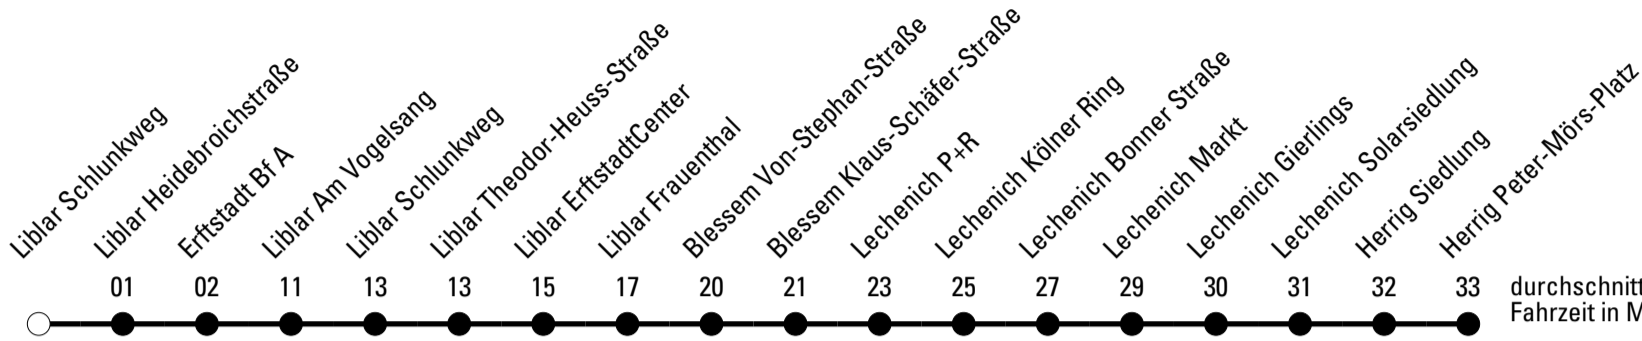 Liblar Schlunkweg
Liblar Heidebroichstraße
Erftstadt Bf A
Liblar Am Vogelsang
Liblar Schlunkweg
Liblar Theodor-Heuss-Straße
Liblar ErftstadtCenter
Liblar Frauenthal
Blessem Von-Stephan-Straße
Blessem Klaus-Schäfer-Straße
Lechenich P+R
Lechenich Kölner Ring
Lechenich Bonner Straße
Lechenich Markt
Lechenich Gierlings
Lechenich Solarsiedlung
Herrig Siedlung
Herrig Peter-Mörs-Platz
01 02 11 13 13 15 17 20 21 23 25 27 29 30 31 32 33 durchschnitt
Fahrzeit in M